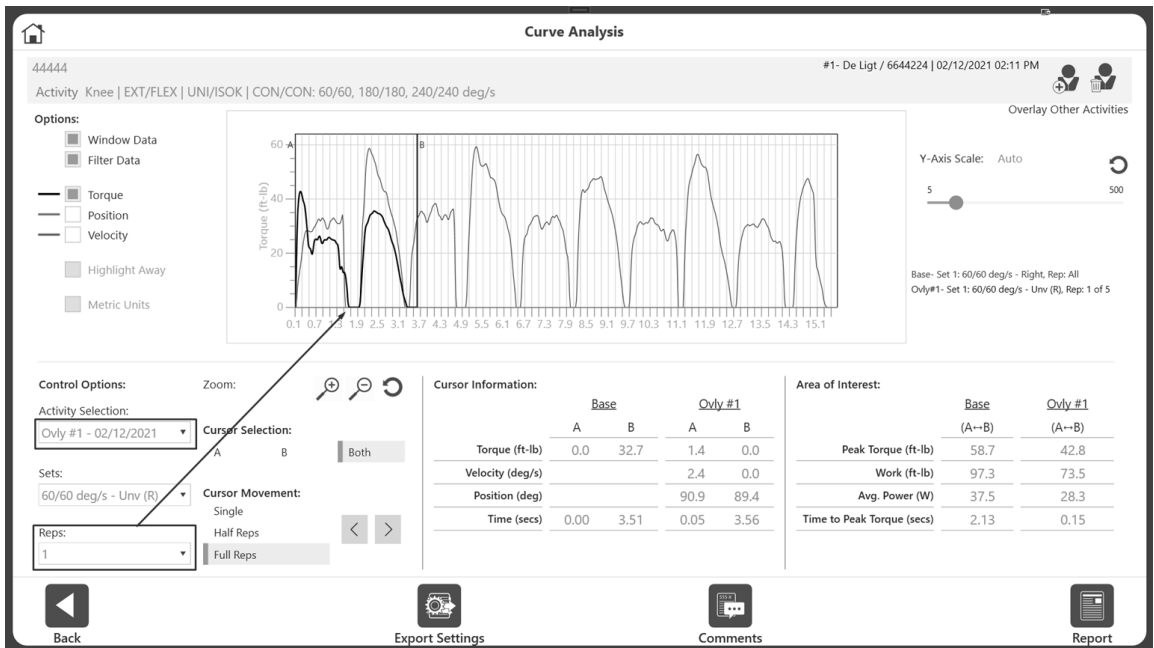 Curve Analysis
44444
#1- De Ligt / 6644224 | 02/12/2021 02:11 PM
Activity Knee | EXT/FLEX | UNI/ISOK | CON/CON: 60/60, 180/180, 240/240 deg/s
Overlay Other Activities
Options:
Window Data
Filter Data
Torque
Position
Velocity
Highlight Away
Metric Units
Torque (ft-lb)
60
40
20
0
A
B
0.1 0.7 1.3 1.9 2.5 3.1 3.7 4.3 4.9 5.5 6.1 6.7 7.3 7.9 8.5 9.1 9.7 10.3 11.1 11.9 12.7 13.5 14.3 15.1
Y-Axis Scale: Auto
5 500
Base- Set 1: 60/60 deg/s - Right, Rep: All
Ovly#1- Set 1: 60/60 deg/s - Unv (R), Rep: 1 of 5
Control Options:
Activity Selection:
Ovly #1 - 02/12/2021
Sets:
60/60 deg/s - Unv (R)
Reps:
1
Zoom:
Cursor Selection:
A B Both
Cursor Movement:
Single
Half Reps
Full Reps
Cursor Information:
Base Ovly #1
A B A B
Torque (ft-lb) 0.0 32.7 1.4 0.0
Velocity (deg/s) 2.4 0.0
Position (deg) 90.9 89.4
Time (secs) 0.00 3.51 0.05 3.56
Area of Interest:
Base Ovly #1
(A↔B) (A↔B)
Peak Torque (ft-lb) 58.7 42.8
Work (ft-lb) 97.3 73.5
Avg. Power (W) 37.5 28.3
Time to Peak Torque (secs) 2.13 0.15
Back
Export Settings
Comments
Report